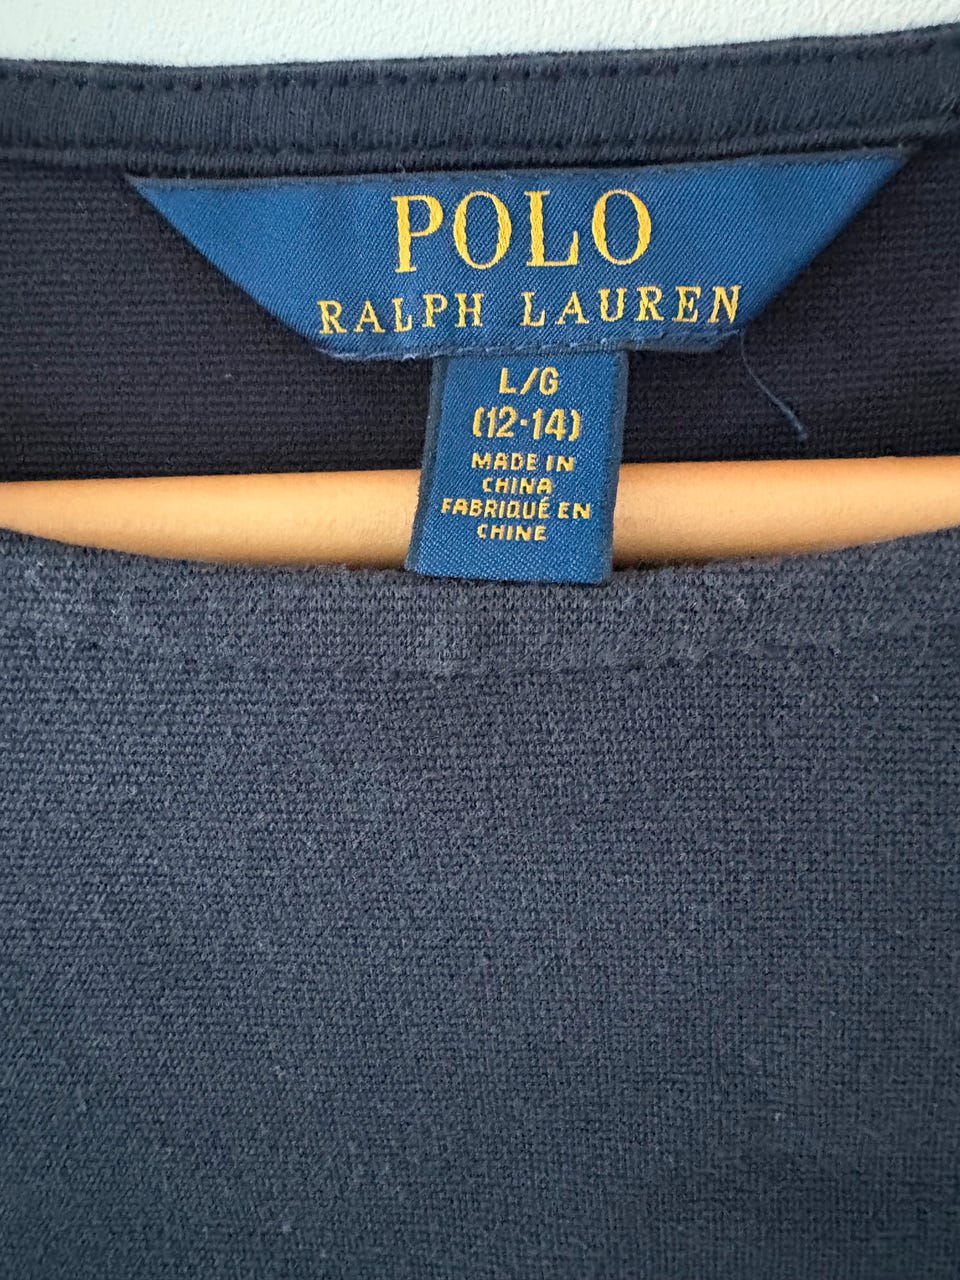 POLO
RALPH LAUREN
L/G
(12-14)
MADE IN
CHINA
FABRIQUÉ EN
CHINE